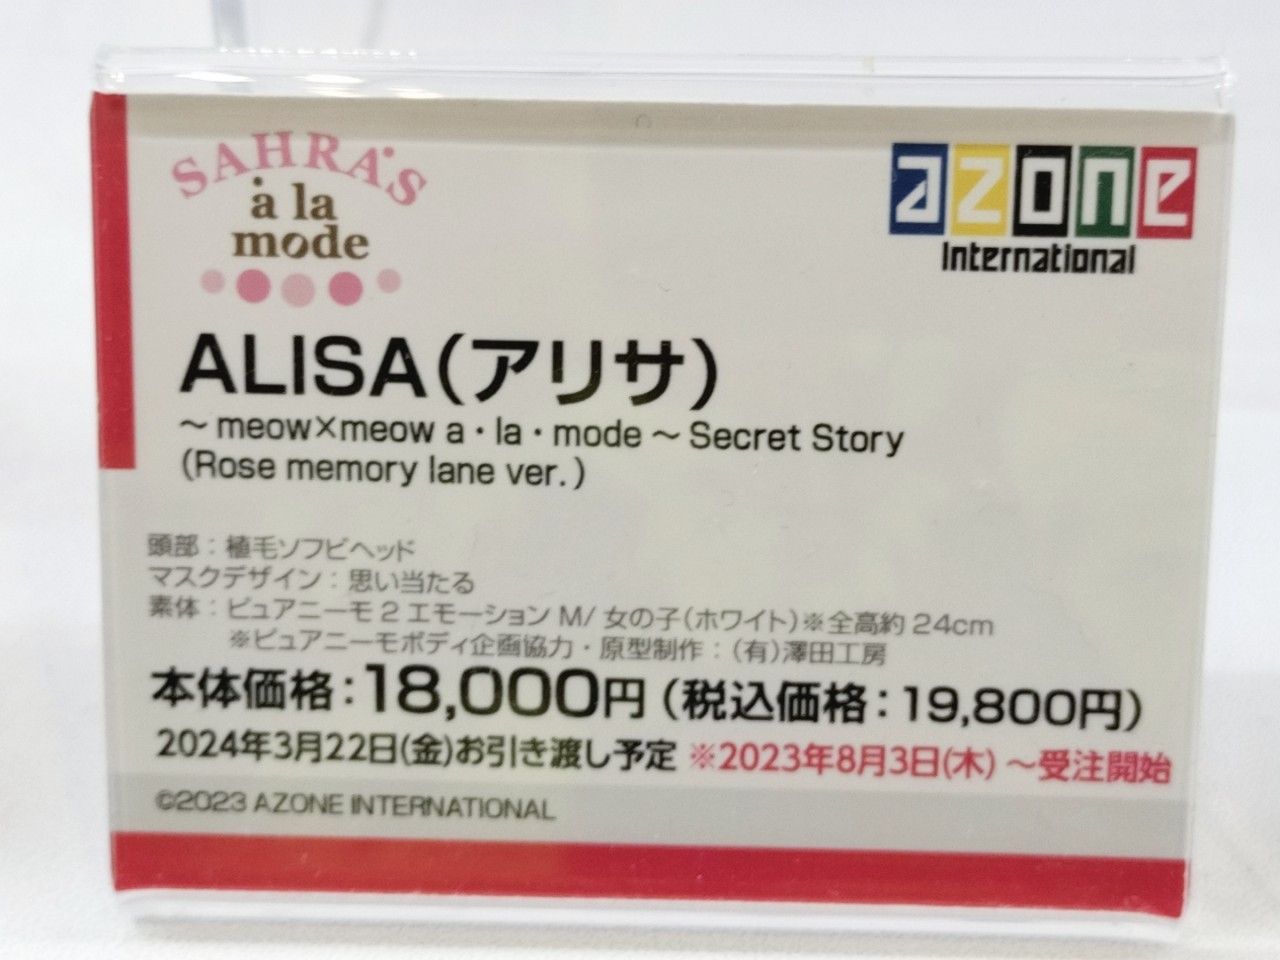 SAHRA'S
à la
mode
azone
International
ALISA(アリサ)
～meow×meow a・la・mode～Secret Story
(Rose memory lane ver.)
頭部：植毛ソフビヘッド
マスクデザイン：思い当たる
素体：ピュアニーモ2エモーションM/女の子(ホワイト)※全高約24cm
※ピュアニーモボディ企画協力・原型制作：(有)澤田工房
本体価格：18,000円(税込価格：19,800円)
2024年3月22日(金)お引き渡し予定 ※2023年8月3日(木)～受注開始
©2023 AZONE INTERNATIONAL